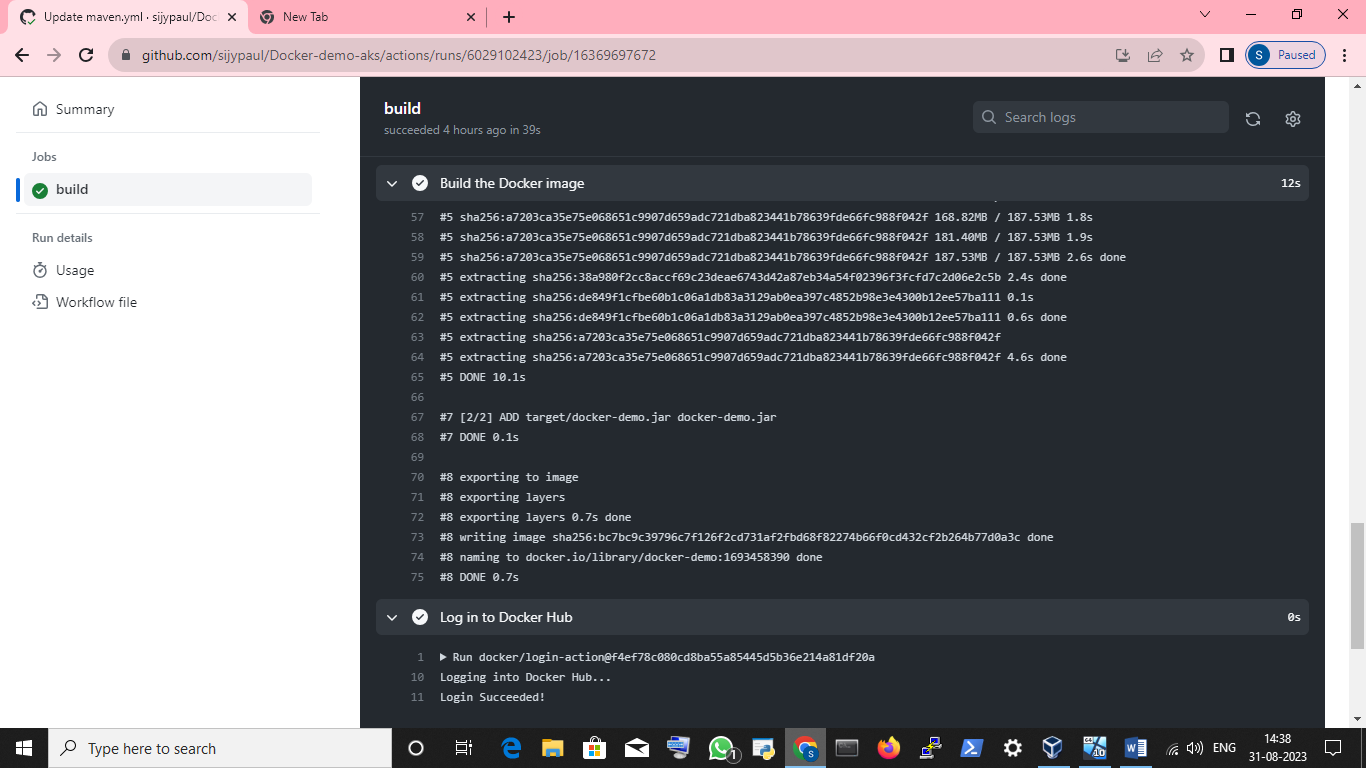 Update maven.yml · sijypaul/Doc
New Tab
github.com/sijypaul/Docker-demo-aks/actions/runs/6029102423/job/16369697672
S
Paused
Summary
Jobs
build
Run details
Usage
Workflow file
build
succeeded 4 hours ago in 39s
Search logs
Build the Docker image
12s
57 #5 sha256:a7203ca35e75e068651c9907d659adc721dba823441b78639fde66fc988f042f 168.82MB / 187.53MB 1.8s
58 #5 sha256:a7203ca35e75e068651c9907d659adc721dba823441b78639fde66fc988f042f 181.40MB / 187.53MB 1.9s
59 #5 sha256:a7203ca35e75e068651c9907d659adc721dba823441b78639fde66fc988f042f 187.53MB / 187.53MB 2.6s done
60 #5 extracting sha256:38a980f2cc8accf69c23deae6743d42a87eb34a54f02396f3fcfd7c2d06e2c5b 2.4s done
61 #5 extracting sha256:de849f1cfbe60b1c06a1db83a3129ab0ea397c4852b98e3e4300b12ee57ba111 0.1s
62 #5 extracting sha256:de849f1cfbe60b1c06a1db83a3129ab0ea397c4852b98e3e4300b12ee57ba111 0.6s done
63 #5 extracting sha256:a7203ca35e75e068651c9907d659adc721dba823441b78639fde66fc988f042f
64 #5 extracting sha256:a7203ca35e75e068651c9907d659adc721dba823441b78639fde66fc988f042f 4.6s done
65 #5 DONE 10.1s
66
67 #7 [2/2] ADD target/docker-demo.jar docker-demo.jar
68 #7 DONE 0.1s
69
70 #8 exporting to image
71 #8 exporting layers
72 #8 exporting layers 0.7s done
73 #8 writing image sha256:bc7bc9c39796c7f126f2cd731af2fbd68f82274b66f0cd432cf2b264b77d0a3c done
74 #8 naming to docker.io/library/docker-demo:1693458390 done
75 #8 DONE 0.7s
Log in to Docker Hub
0s
1 Run docker/login-action@f4ef78c080cd8ba55a85445d5b36e214a81df20a
10 Logging into Docker Hub...
11 Login Succeeded!
Type here to search
1
ENG
14:38
31-08-2023